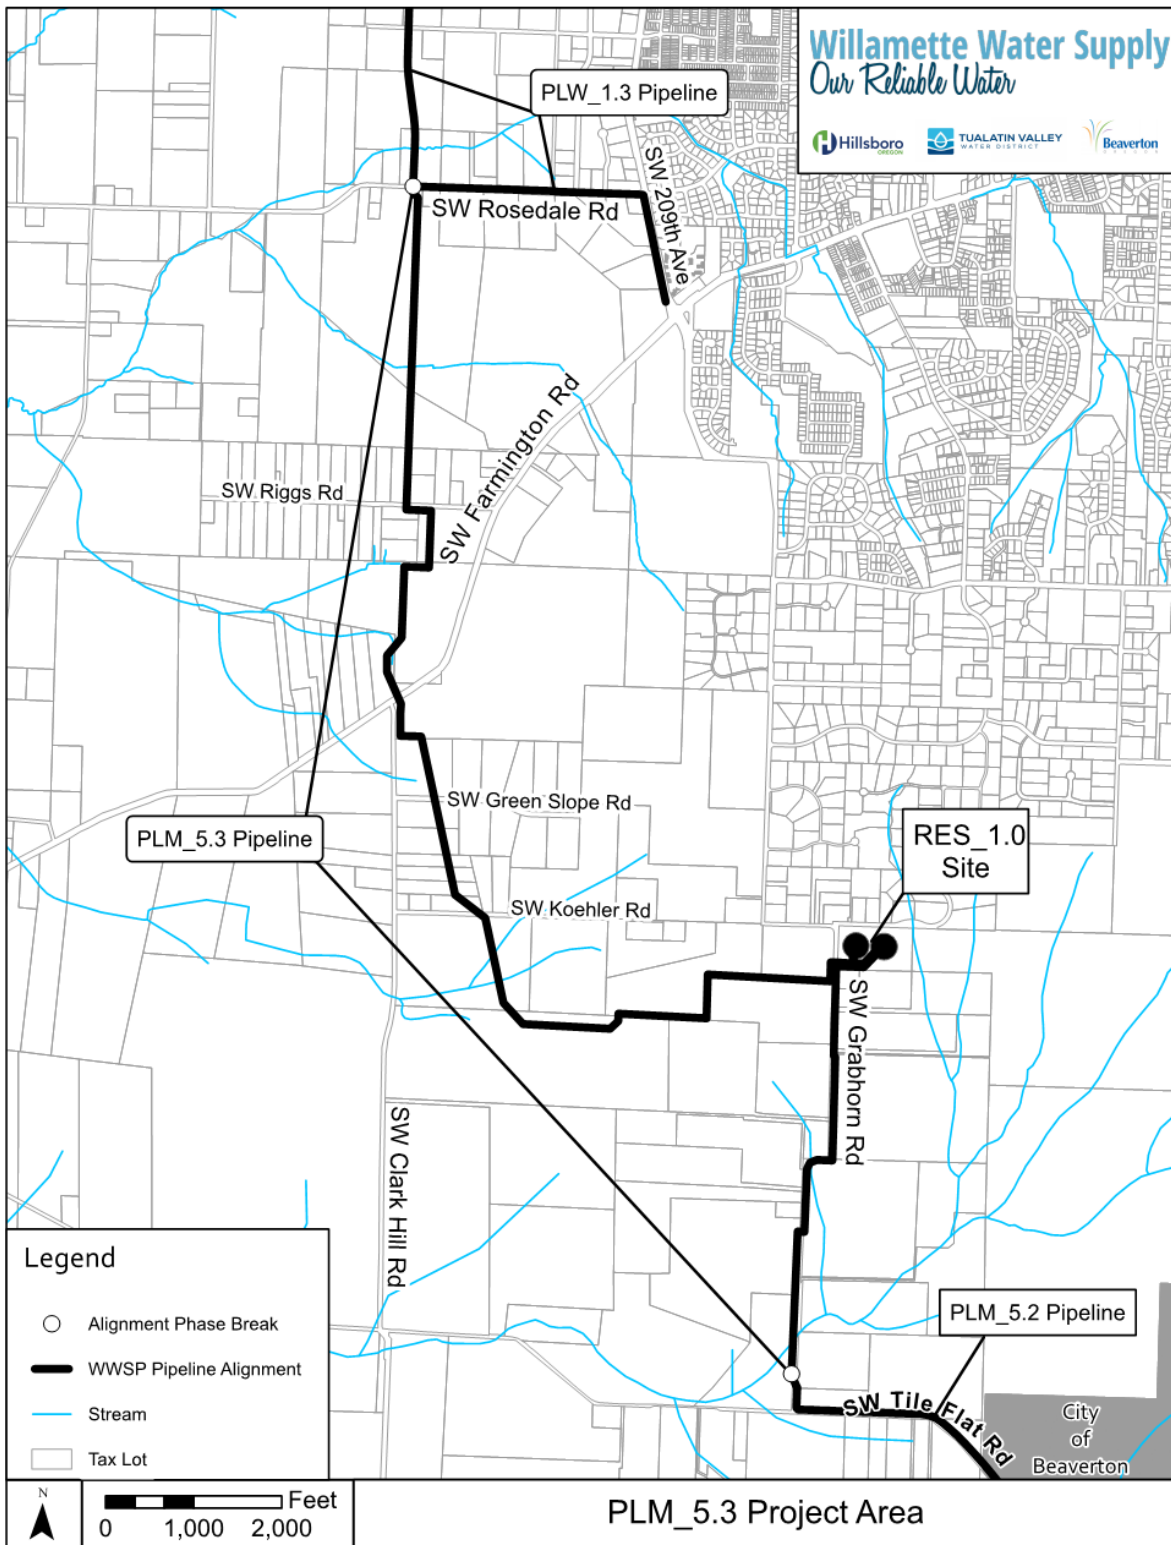 Willamette Water Supply
Our Reliable Water
Hillsboro
OREGON
TUALATIN VALLEY
WATER DISTRICT
Beaverton
OREGON
PLW_1.3 Pipeline
SW 209th Ave
SW Rosedale Rd
SW Farmington Rd
SW Riggs Rd
SW Green Slope Rd
PLM_5.3 Pipeline
RES_1.0
Site
SW Koehler Rd
SW Grabhorn Rd
SW Clark Hill Rd
PLM_5.2 Pipeline
SW Tile Flat Rd
City
of
Beaverton
Legend
Alignment Phase Break
WWSP Pipeline Alignment
Stream
Tax Lot
N
Feet
0 1,000 2,000
PLM_5.3 Project Area